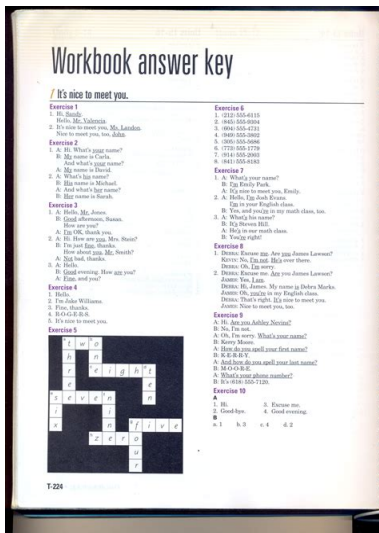 Workbook answer key
1 It's nice to meet you.
Exercise 1
1. Hi, Sandy.
Hello, Mr. Valencia.
2. It's nice to meet you, Ms. Landon.
Nice to meet you, too, John.
Exercise 2
1. A: Hi. What's your name?
B: My name is Carla.
And what's your name?
A: My name is David.
2. A: What's his name?
B: His name is Michael.
A: And what's her name?
B: Her name is Sarah.
Exercise 3
1. A: Hello, Mr. Jones.
B: Good afternoon, Susan.
How are you?
A: I'm OK, thank you.
2. A: Hi. How are you, Mrs. Stein?
B: I'm just fine, thanks.
How about you, Mr. Smith?
A: Not bad, thanks.
3. A: Hello.
B: Good evening. How are you?
A: Fine, and you?
Exercise 4
1. Hello.
2. I'm Jake Williams.
3. Fine, thanks.
4. R-O-G-E-R-S.
5. It's nice to meet you.
Exercise 5
t w o
h n
r e i g h t
e e
s e v e n n
i i
x n f i v e
z e r o
u
r
T-224
Exercise 6
1. (212) 555-6115
2. (845) 555-9304
3. (604) 555-4731
4. (949) 555-3802
5. (305) 555-5686
6. (773) 555-1778
7. (914) 555-2003
8. (841) 555-8183
Exercise 7
1. A: What's your name?
B: I'm Emily Park.
A: It's nice to meet you, Emily.
2. A: Hello, I'm Josh Evans.
I'm in your English class.
B: Yes, and you're in my math class, too.
3. A: What's his name?
B: It's Steven Hill.
A: He's in our math class.
B: You're right!
Exercise 8
1. DEBRA: Excuse me. Are you James Lawson?
KEVIN: No, I'm not. He's over there.
DEBRA: Oh, I'm sorry.
2. DEBRA: Excuse me. Are you James Lawson?
JAMES: Yes, I am.
DEBRA: Hi, James. My name is Debra Marks.
JAMES: Oh, you're in my English class.
DEBRA: That's right. It's nice to meet you.
JAMES: Nice to meet you, too.
Exercise 9
A: Hi. Are you Ashley Nevins?
B: No, I'm not.
A: Oh, I'm sorry. What's your name?
B: Kerry Moore.
A: How do you spell your first name?
B: K-E-R-R-Y.
A: And how do you spell your last name?
B: M-O-O-R-E.
A: What's your phone number?
B: It's (618) 555-7120.
Exercise 10
A
1. Hi. 3. Excuse me.
2. Good-bye. 4. Good evening.
B
a. 1 b. 3 c. 4 d. 2